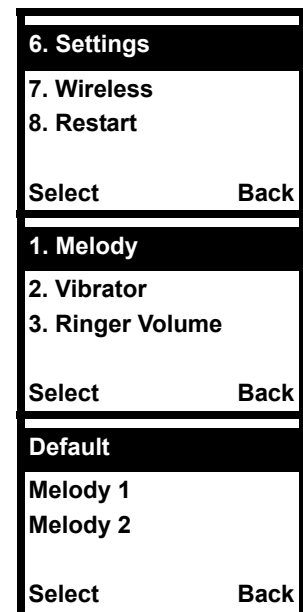 6. Settings
7. Wireless
8. Restart
Select Back
1. Melody
2. Vibrator
3. Ringer Volume
Select Back
Default
Melody 1
Melody 2
Select Back